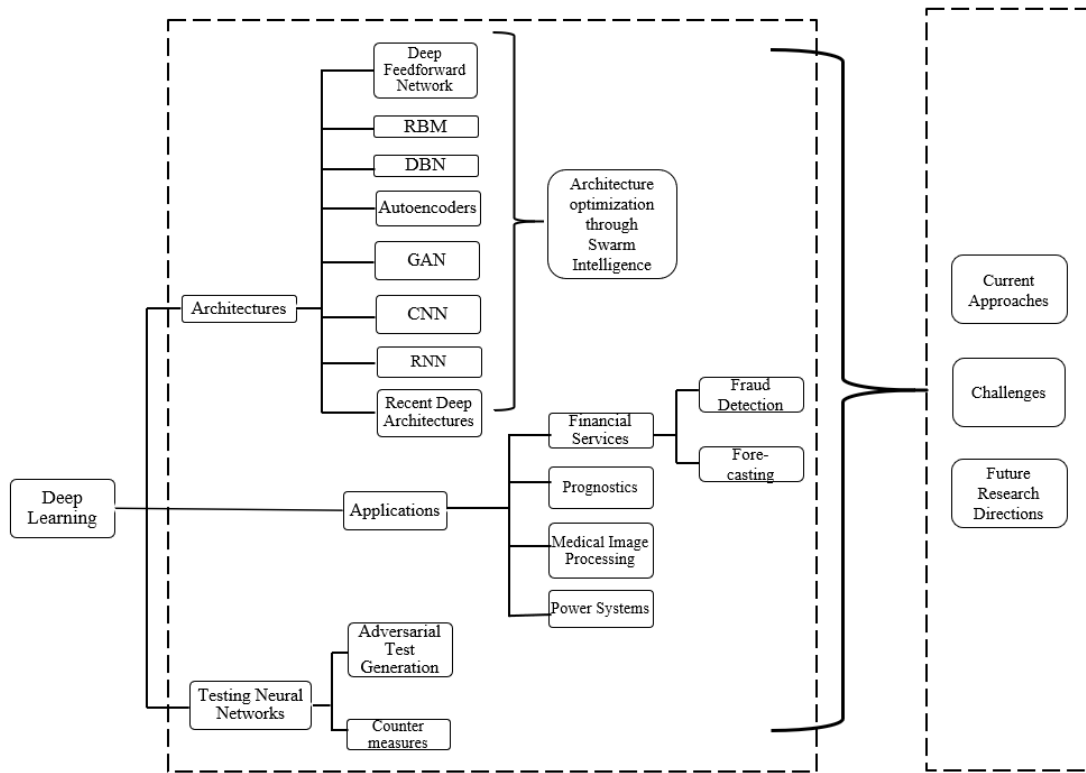 Deep
Feedforward
Network
RBM
DBN
Autoencoders
GAN
CNN
RNN
Recent Deep
Architectures
Architecture
optimization
through
Swarm
Intelligence
Architectures
Deep
Learning
Applications
Financial
Services
Fraud
Detection
Fore-
casting
Prognostics
Medical Image
Processing
Power Systems
Testing Neural
Networks
Adversarial
Test
Generation
Counter
measures
Current
Approaches
Challenges
Future
Research
Directions